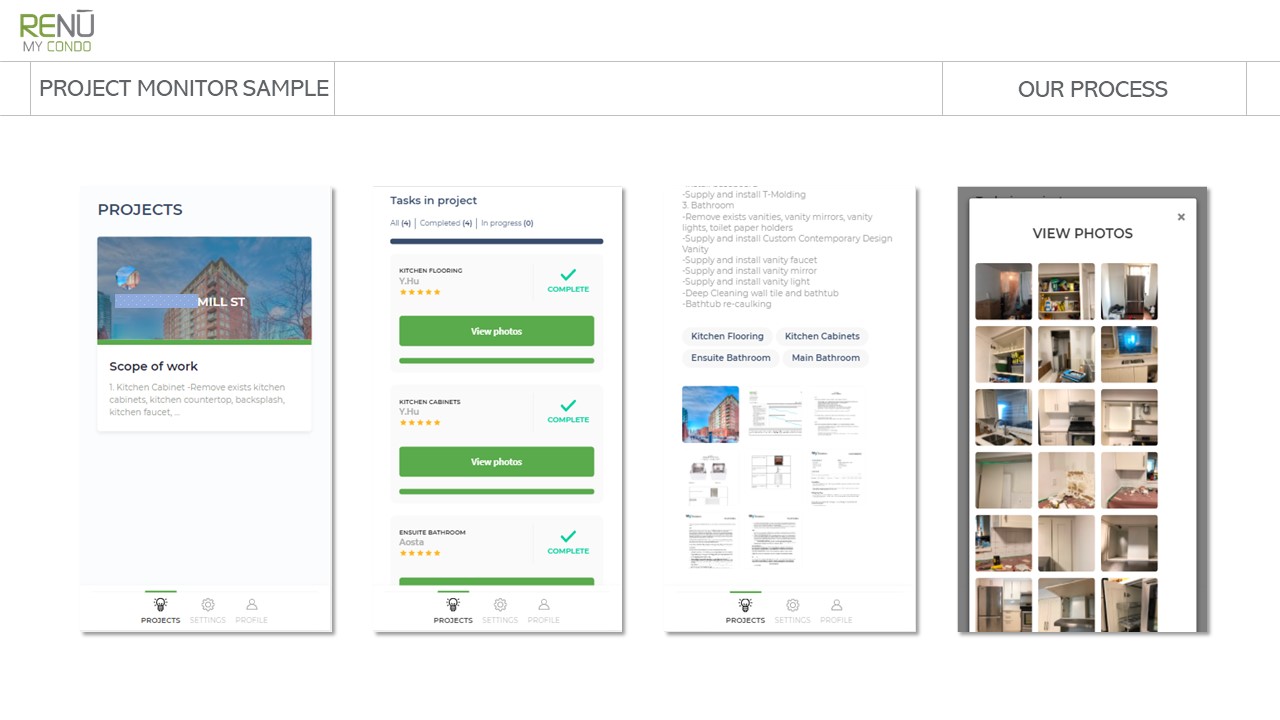 RENŪ
MY CONDO
PROJECT MONITOR SAMPLE
OUR PROCESS
PROJECTS
MILL ST
Scope of work
1. Kitchen Cabinet -Remove exists kitchen
cabinets, kitchen countertop, backsplash,
kitchen faucet, ...
PROJECTS
SETTINGS
PROFILE
Tasks in project
All (4) | Completed (4) | In progress (0)
KITCHEN FLOORING
Y.Hu
COMPLETE
View photos
KITCHEN CABINETS
Y.Hu
COMPLETE
View photos
ENSUITE BATHROOM
Aosta
COMPLETE
PROJECTS
SETTINGS
PROFILE
-Supply and install T-Molding
3. Bathroom
-Remove exists vanities, vanity mirrors, vanity
lights, toilet paper holders
-Supply and install Custom Contemporary Design
Vanity
-Supply and install vanity faucet
-Supply and install vanity mirror
-Supply and install vanity light
-Deep Cleaning wall tile and bathtub
-Bathtub re-caulking
Kitchen Flooring
Kitchen Cabinets
Ensuite Bathroom
Main Bathroom
PROJECTS
SETTINGS
PROFILE
×
VIEW PHOTOS